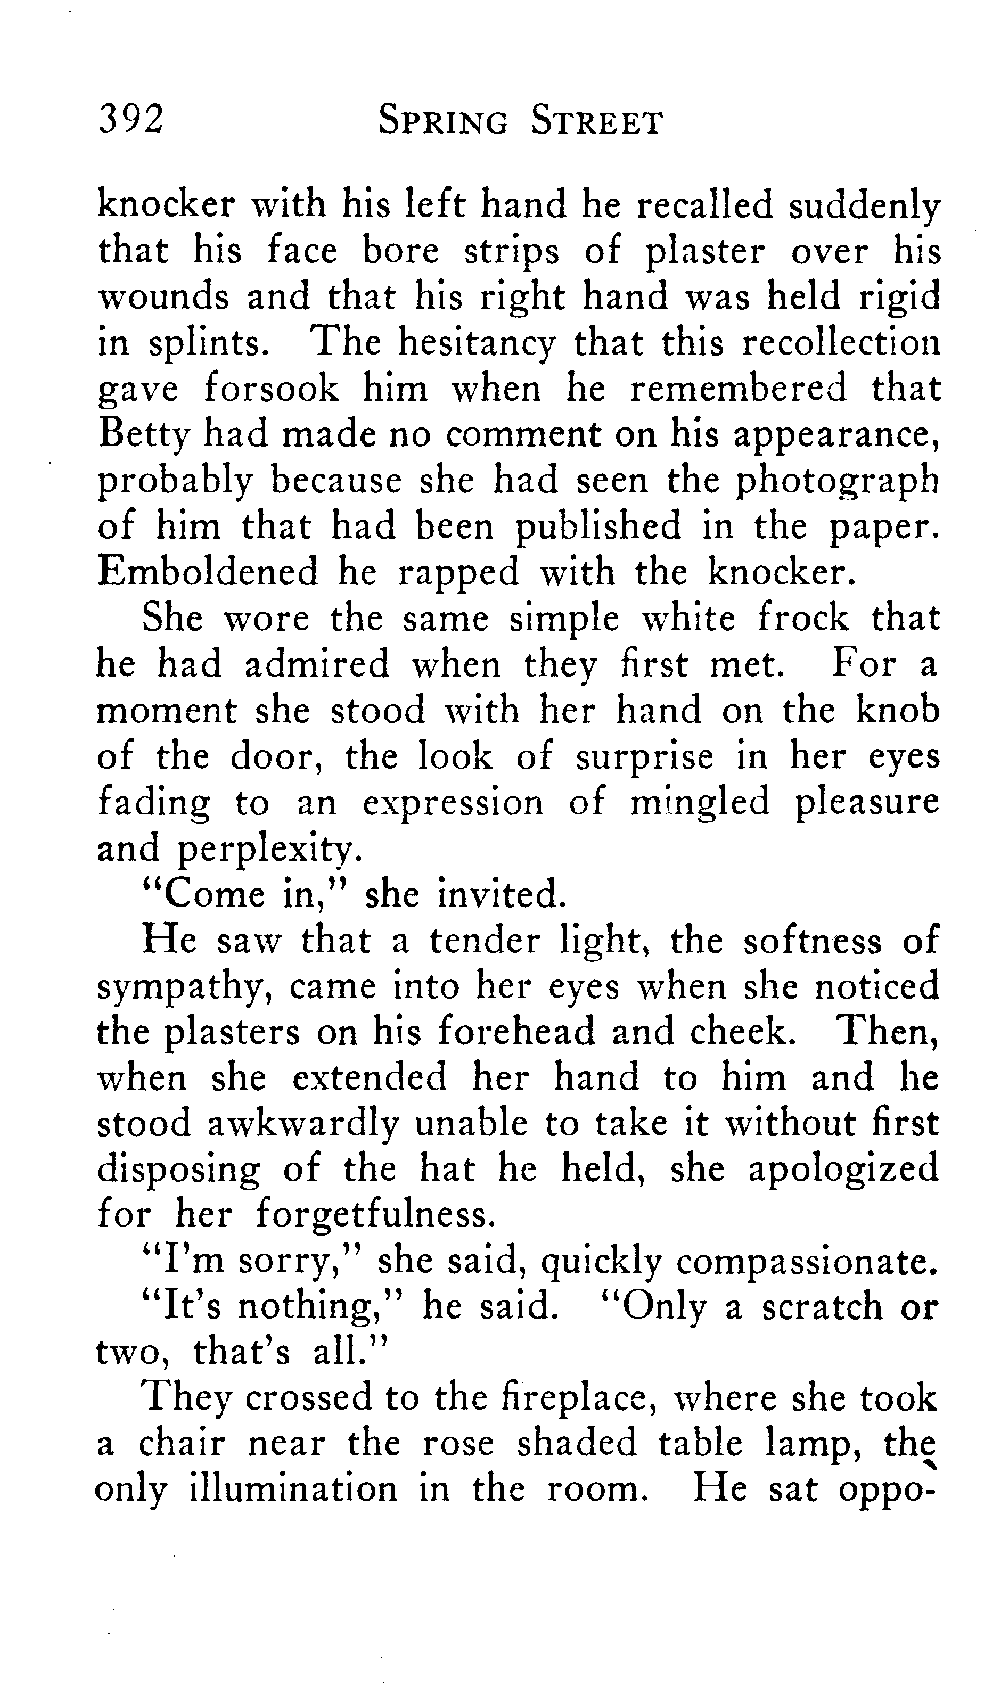 392 SPRING STREET
knocker with his left hand he recalled suddenly
that his face bore strips of plaster over his
wounds and that his right hand was held rigid
in splints. The hesitancy that this recollection
gave forsook him when he remembered that
Betty had made no comment on his appearance,
probably because she had seen the photograph
of him that had been published in the paper.
Emboldened he rapped with the knocker.
She wore the same simple white frock that
he had admired when they first met. For a
moment she stood with her hand on the knob
of the door, the look of surprise in her eyes
fading to an expression of mingled pleasure
and perplexity.
"Come in," she invited.
He saw that a tender light, the softness of
sympathy, came into her eyes when she noticed
the plasters on his forehead and cheek. Then,
when she extended her hand to him and he
stood awkwardly unable to take it without first
disposing of the hat he held, she apologized
for her forgetfulness.
"I'm sorry," she said, quickly compassionate.
"It's nothing," he said. "Only a scratch or
two, that's all."
They crossed to the fireplace, where she took
a chair near the rose shaded table lamp, the
only illumination in the room. He sat oppo-